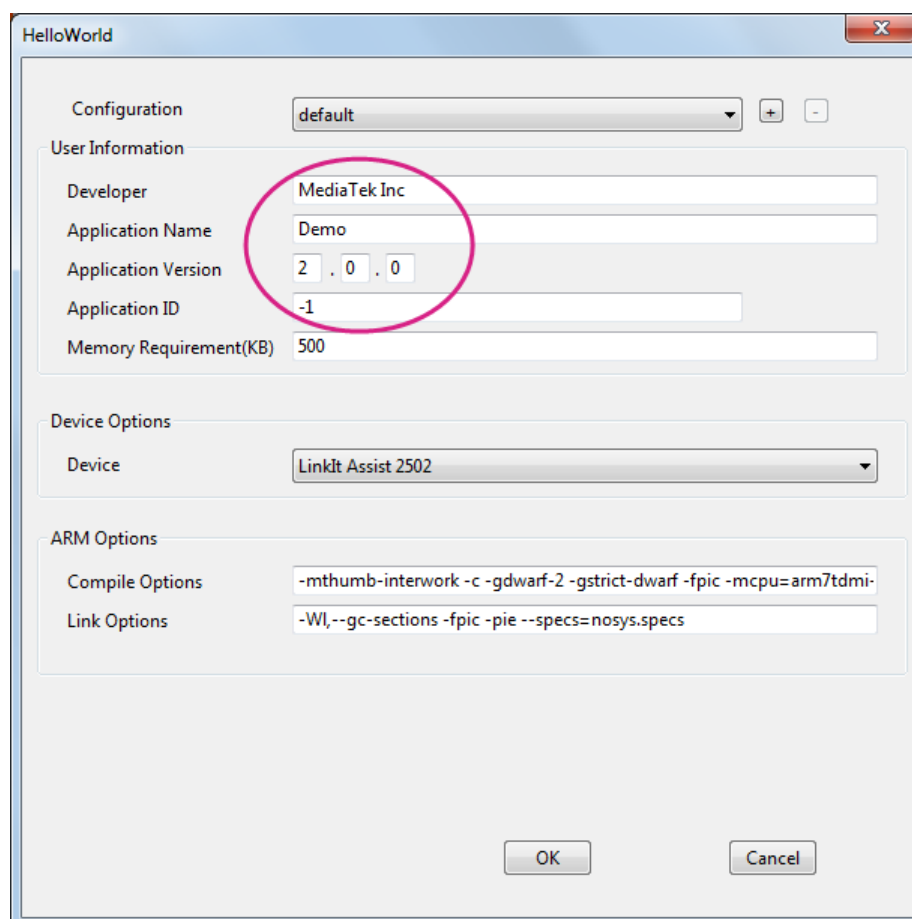 HelloWorld
Configuration default + -
User Information
Developer MediaTek Inc
Application Name Demo
Application Version 2 . 0 . 0
Application ID -1
Memory Requirement(KB) 500
Device Options
Device LinkIt Assist 2502
ARM Options
Compile Options -mthumb-interwork -c -gdwarf-2 -gstrict-dwarf -fpic -mcpu=arm7tdmi-
Link Options -Wl,--gc-sections -fpic -pie --specs=nosys.specs
OK Cancel